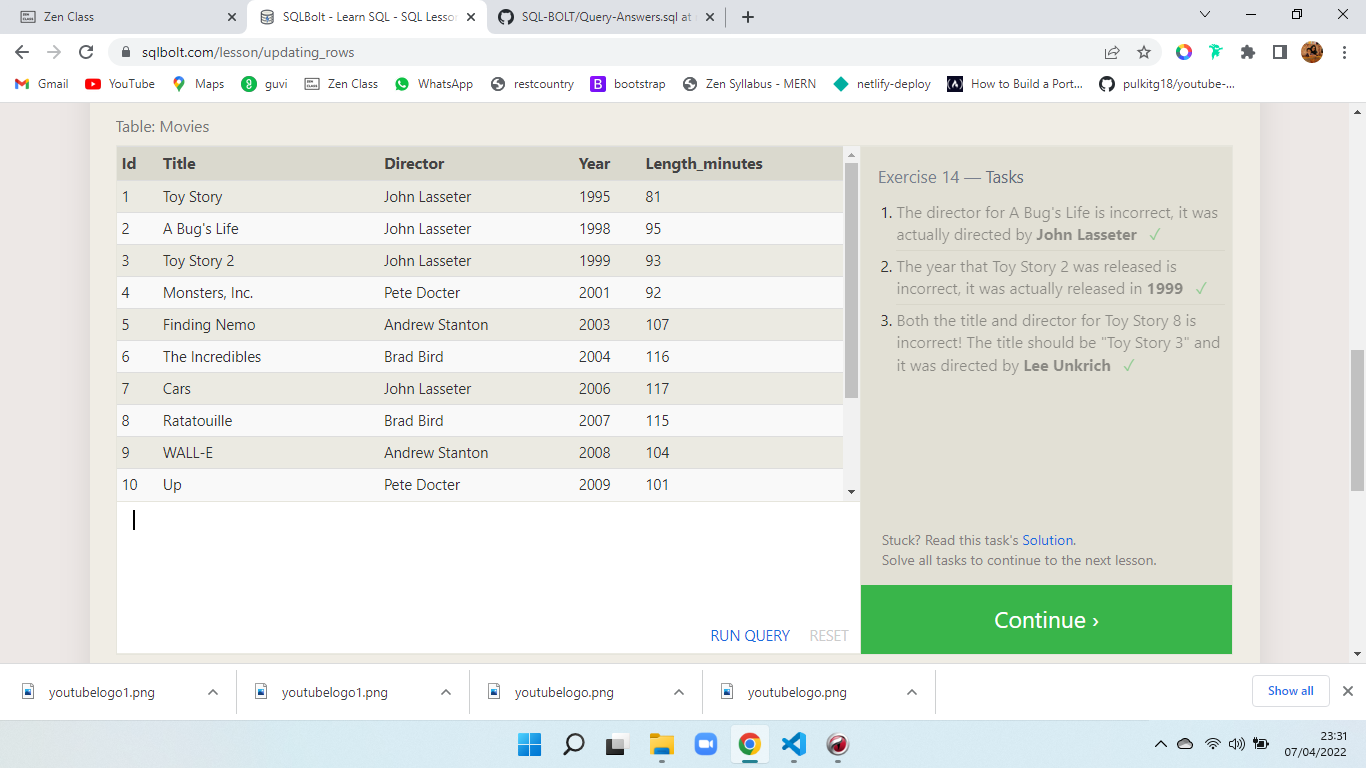 Zen Class
SQLBolt - Learn SQL - SQL Lesson
SQL-BOLT/Query-Answers.sql at
sqlbolt.com/lesson/updating_rows
Gmail YouTube Maps guvi Zen Class WhatsApp restcountry bootstrap Zen Syllabus - MERN netlify-deploy How to Build a Port... pulkitg18/youtube-...
Table: Movies
Id Title Director Year Length_minutes
1 Toy Story John Lasseter 1995 81
2 A Bug's Life John Lasseter 1998 95
3 Toy Story 2 John Lasseter 1999 93
4 Monsters, Inc. Pete Docter 2001 92
5 Finding Nemo Andrew Stanton 2003 107
6 The Incredibles Brad Bird 2004 116
7 Cars John Lasseter 2006 117
8 Ratatouille Brad Bird 2007 115
9 WALL-E Andrew Stanton 2008 104
10 Up Pete Docter 2009 101
RUN QUERY RESET
Exercise 14 — Tasks
1. The director for A Bug's Life is incorrect, it was
actually directed by John Lasseter ✓
2. The year that Toy Story 2 was released is
incorrect, it was actually released in 1999 ✓
3. Both the title and director for Toy Story 8 is
incorrect! The title should be "Toy Story 3" and
it was directed by Lee Unkrich ✓
Stuck? Read this task's Solution.
Solve all tasks to continue to the next lesson.
Continue ›
youtubelogo1.png youtubelogo1.png youtubelogo.png youtubelogo.png Show all
23:31
07/04/2022